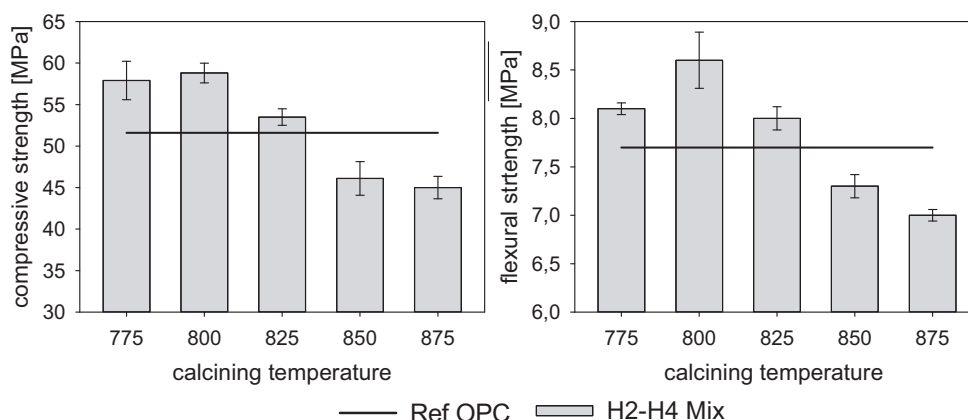 compressive strength [MPa]
65
60
55
50
45
40
35
30
775 800 825 850 875
calcining temperature
flexural strtength [MPa]
9,0
8,5
8,0
7,5
7,0
6,5
6,0
775 800 825 850 875
calcining temperature
Ref OPC H2-H4 Mix